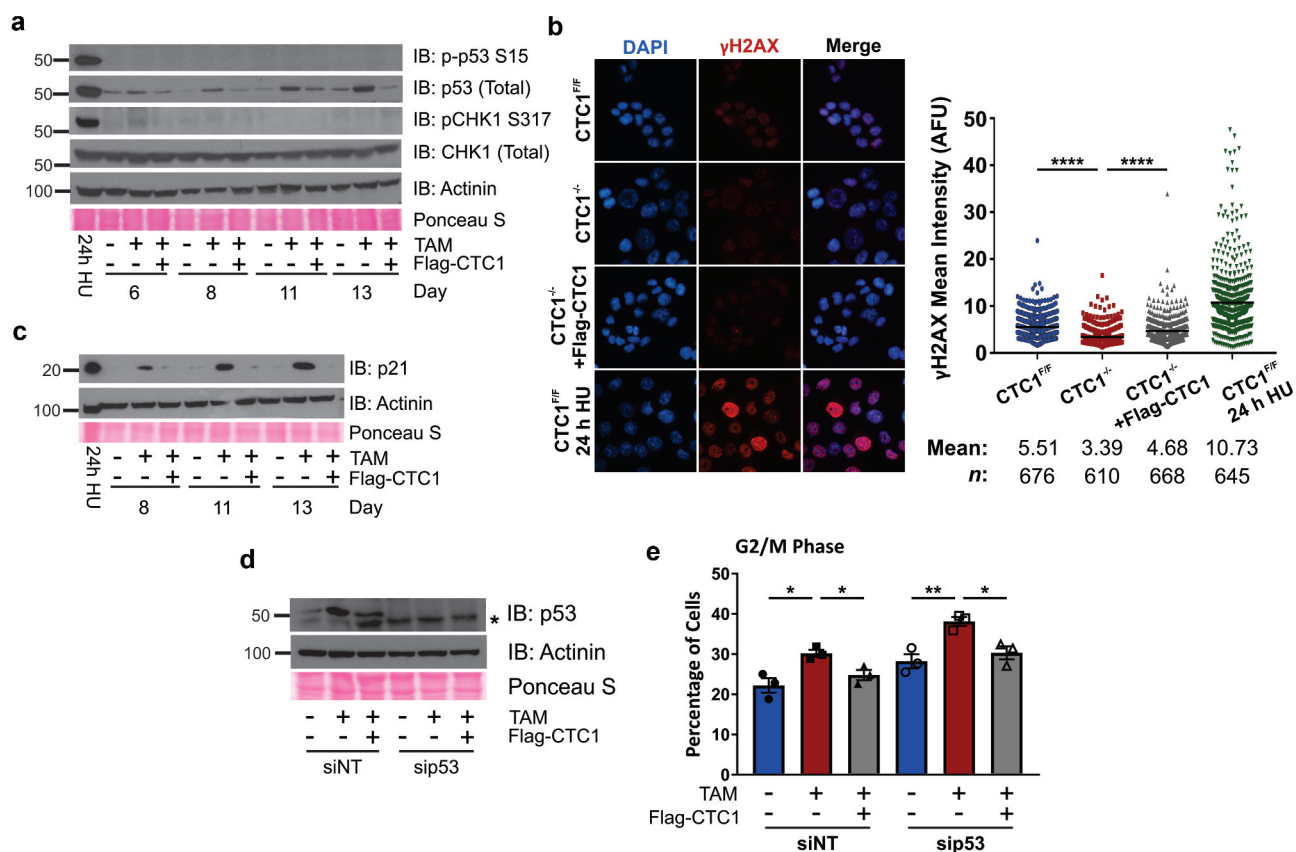 a
50
IB: p-p53 S15
50
IB: p53 (Total)
50
IB: pCHK1 S317
50
IB: CHK1 (Total)
100
IB: Actinin
Ponceau S
24h HU
- + + - + + - + + - + + TAM
+ + + + Flag-CTC1
6 8 11 13 Day
b
DAPI γH2AX Merge
CTC1F/F
CTC1-/-
CTC1-/-
+Flag-CTC1
CTC1F/F
24 h HU
γH2AX Mean Intensity (AFU)
50
40
30
20
10
0
**** ****
CTC1F/F
CTC1-/-
CTC1-/-
+Flag-CTC1
CTC1F/F
24 h HU
Mean: 5.51 3.39 4.68 10.73
n: 676 610 668 645
c
20
IB: p21
100
IB: Actinin
Ponceau S
24h HU
- + + - + + - + + TAM
+ + + Flag-CTC1
8 11 13 Day
d
50
* IB: p53
100
IB: Actinin
Ponceau S
- + + - + + TAM
+ + Flag-CTC1
siNT sip53
e
G2/M Phase
Percentage of Cells
50
40
30
20
10
0
* * ** *
TAM - + + - + +
Flag-CTC1 + +
siNT sip53